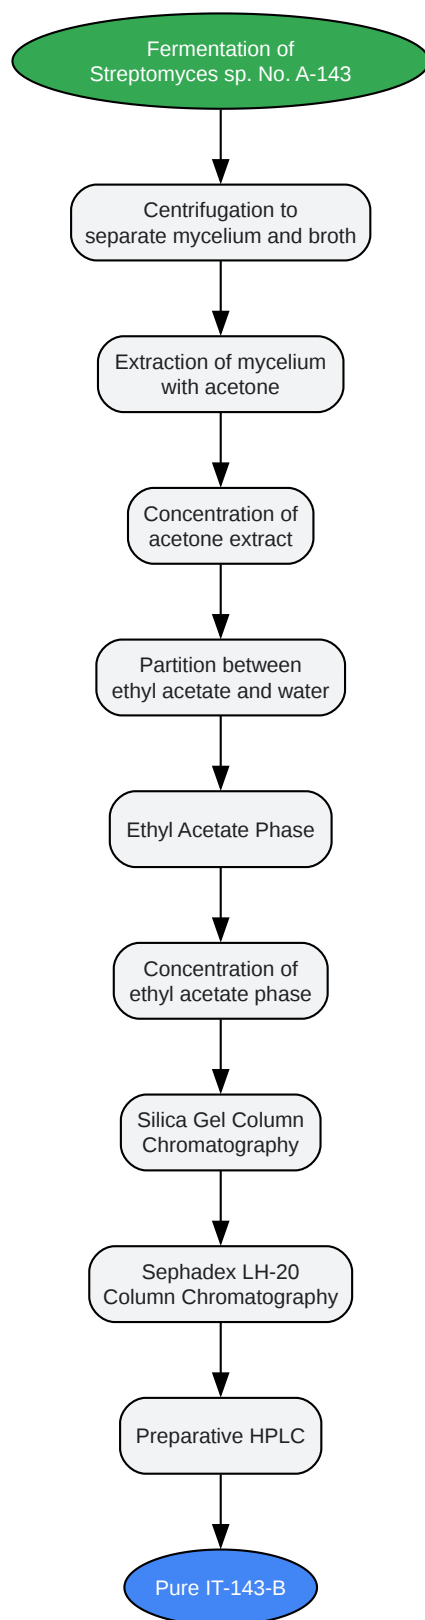 Fermentation of
Streptomyces sp. No. A-143
Centrifugation to
separate mycelium and broth
Extraction of mycelium
with acetone
Concentration of
acetone extract
Partition between
ethyl acetate and water
Ethyl Acetate Phase
Concentration of
ethyl acetate phase
Silica Gel Column
Chromatography
Sephadex LH-20
Column Chromatography
Preparative HPLC
Pure IT-143-B